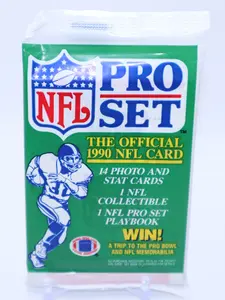 NFL
PRO
SET
TM
THE OFFICIAL
1990 NFL CARD
14 PHOTO AND
STAT CARDS
1 NFL
COLLECTIBLE
1 NFL PRO SET
PLAYBOOK
WIN!
A TRIP TO THE PRO BOWL
AND NFL MEMORABILIA